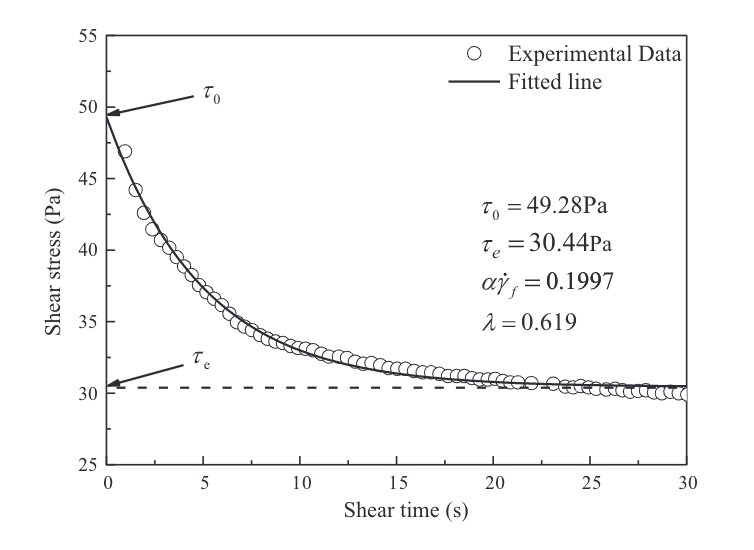 55
50
45
40
35
30
25
0
5
10
15
20
25
30
Shear stress (Pa)
Shear time (s)
Experimental Data
Fitted line
τ₀
τₑ
τ₀ = 49.28Pa
τₑ = 30.44Pa
αγ̇_f = 0.1997
λ = 0.619